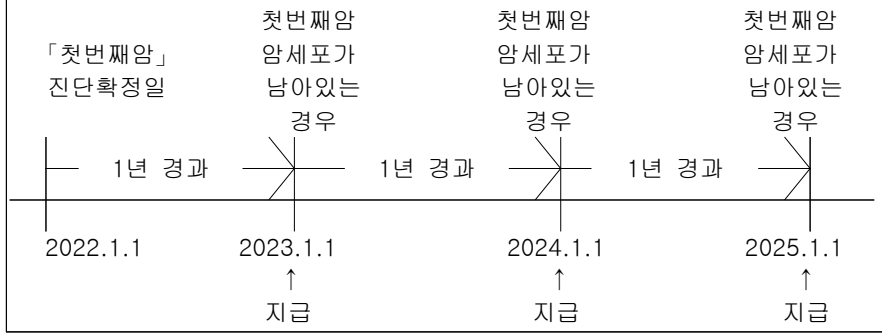 첫번째암 첫번째암 첫번째암
「첫번째암」 암세포가 암세포가 암세포가
진단확정일 남아있는 남아있는 남아있는
경우 경우 경우
1년 경과 1년 경과 1년 경과
2022.1.1 2023.1.1 2024.1.1 2025.1.1
↑ ↑ ↑
지급 지급 지급